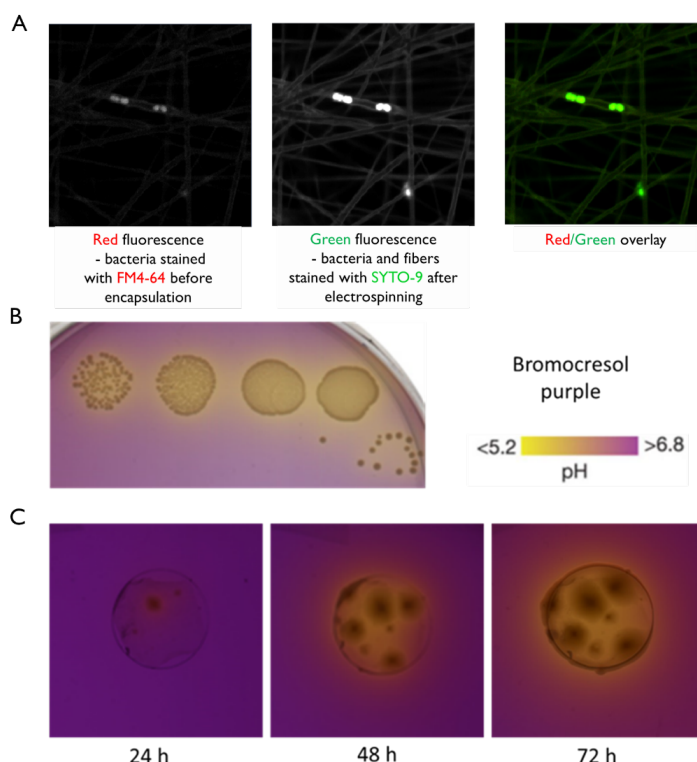 A
Red fluorescence
- bacteria stained
with FM4-64 before
encapsulation
Green fluorescence
- bacteria and fibers
stained with SYTO-9 after
electrospinning
Red/Green overlay
B
Bromocresol
purple
<5.2 >6.8
pH
C
24 h 48 h 72 h